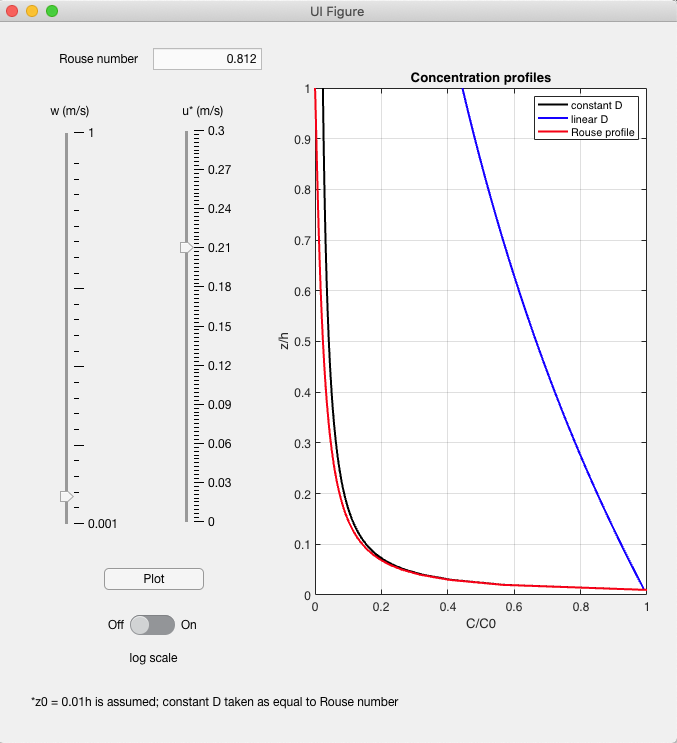 UI Figure
Rouse number
0.812
w (m/s)
u* (m/s)
1
0.001
0.3
0.27
0.24
0.21
0.18
0.15
0.12
0.09
0.06
0.03
0
Concentration profiles
constant D
linear D
Rouse profile
1
0.9
0.8
0.7
0.6
0.5
0.4
0.3
0.2
0.1
0
z/h
0 0.2 0.4 0.6 0.8 1
C/C0
Plot
Off On
log scale
*z0 = 0.01h is assumed; constant D taken as equal to Rouse number